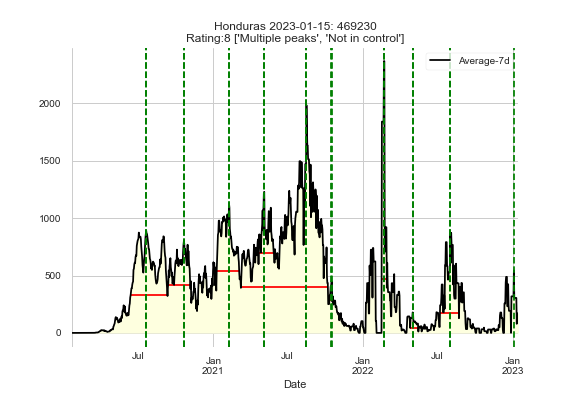 Honduras 2023-01-15: 469230
Rating:8 ['Multiple peaks', 'Not in control']
Average-7d
2000
1500
1000
500
0
Jul
Jan
2021
Jul
Jan
2022
Jul
Jan
2023
Date